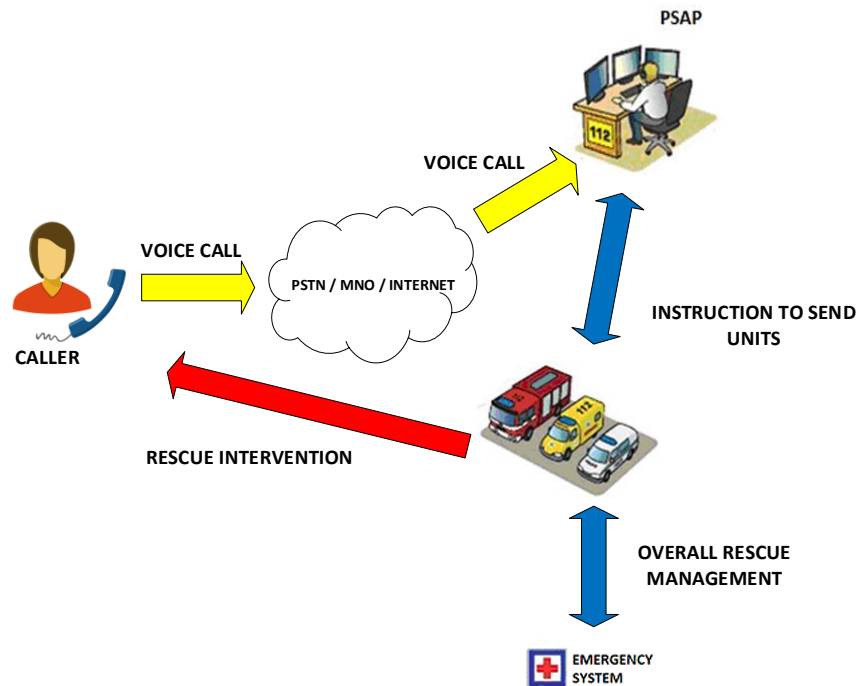 PSAP
112
VOICE CALL
VOICE CALL
PSTN / MNO / INTERNET
CALLER
INSTRUCTION TO SEND
UNITS
112
RESCUE INTERVENTION
OVERALL RESCUE
MANAGEMENT
EMERGENCY
SYSTEM